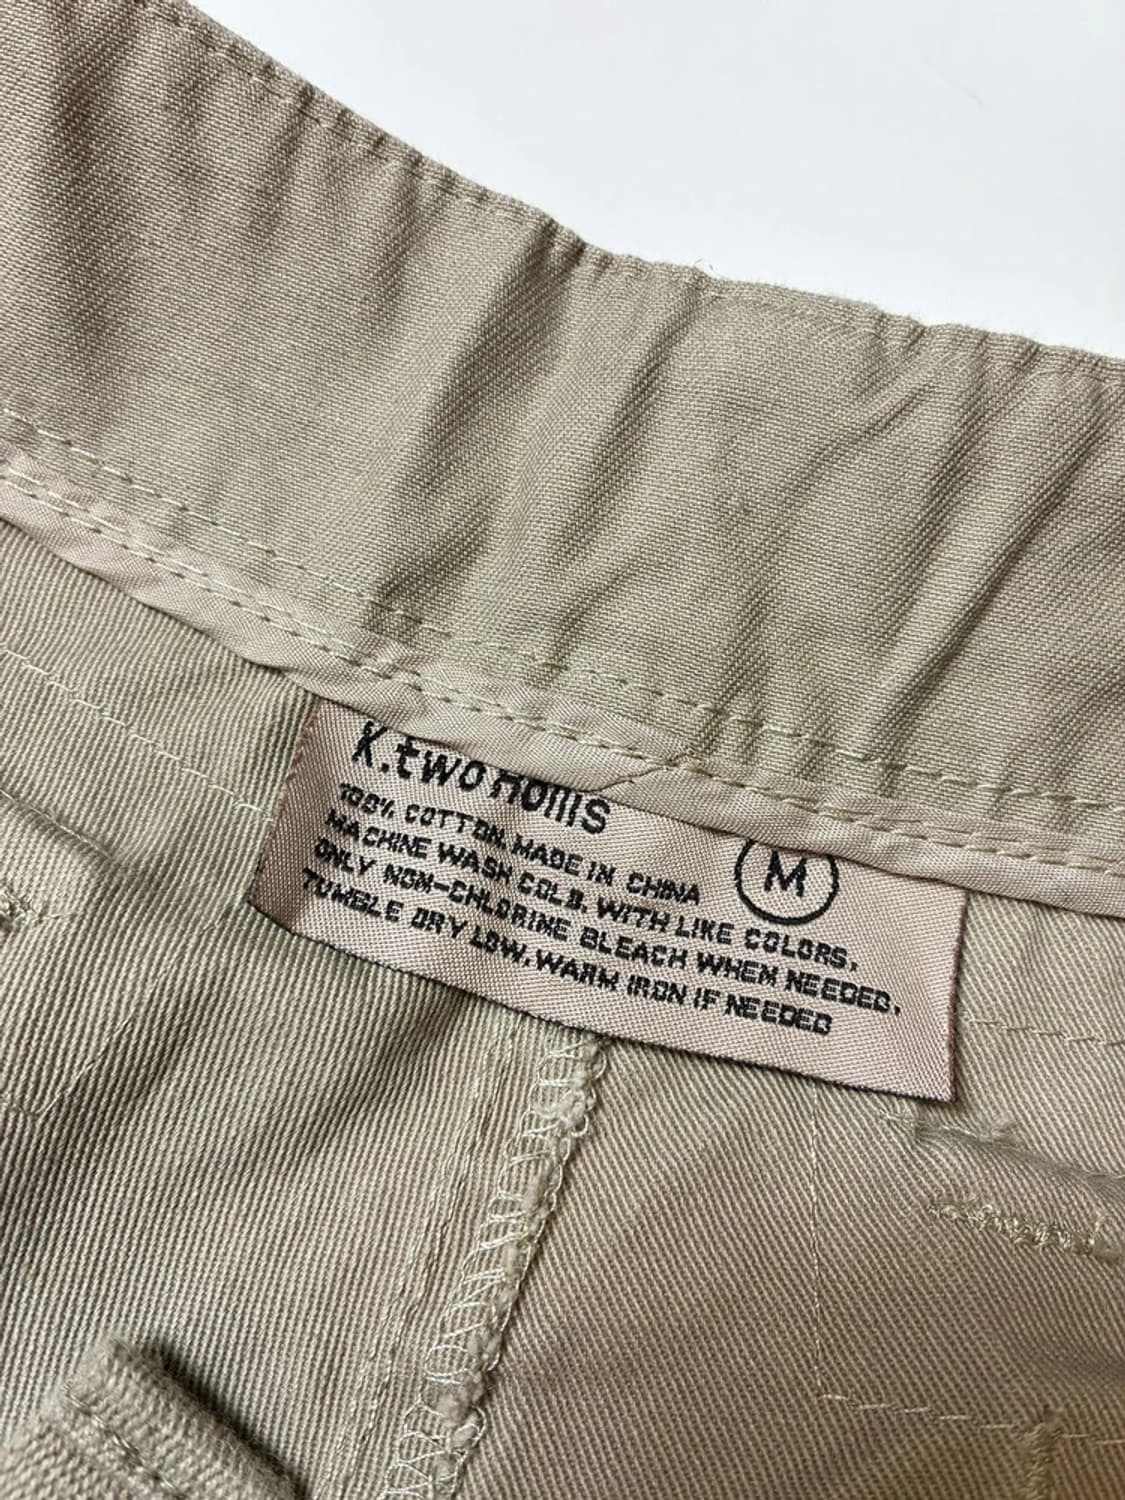 K.two Homs
100% COTTON. MADE IN CHINA
M
MACHINE WASH COLD. WITH LIKE COLORS,
ONLY NON-CHLORINE BLEACH WHEN NEEDED,
TUMBLE DRY LOW. WARM IRON IF NEEDED